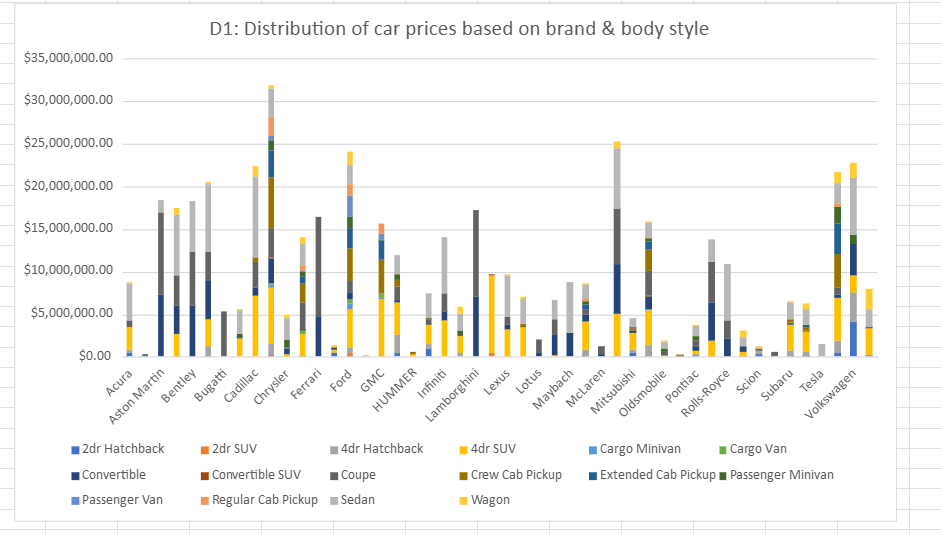 D1: Distribution of car prices based on brand & body style
$35,000,000.00
$30,000,000.00
$25,000,000.00
$20,000,000.00
$15,000,000.00
$10,000,000.00
$5,000,000.00
$0.00
Acura Aston Martin Bentley Bugatti Cadillac Chrysler Ferrari Ford GMC HUMMER Infiniti Lamborghini Lexus Lotus Maybach McLaren Mitsubishi Oldsmobile Pontiac Rolls-Royce Scion Subaru Tesla Volkswagen
2dr Hatchback 2dr SUV 4dr Hatchback 4dr SUV Cargo Minivan Cargo Van
Convertible Convertible SUV Coupe Crew Cab Pickup Extended Cab Pickup Passenger Minivan
Passenger Van Regular Cab Pickup Sedan Wagon